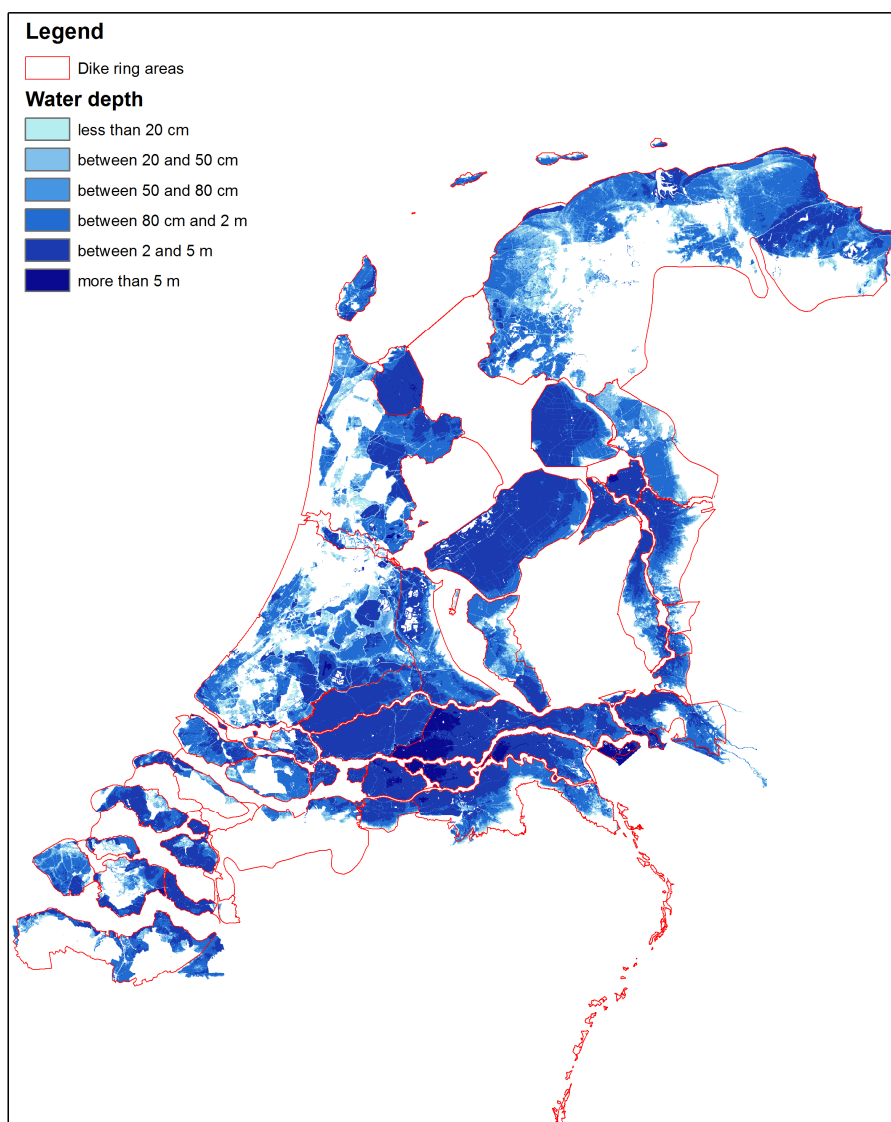 Legend
Dike ring areas
Water depth
less than 20 cm
between 20 and 50 cm
between 50 and 80 cm
between 80 cm and 2 m
between 2 and 5 m
more than 5 m